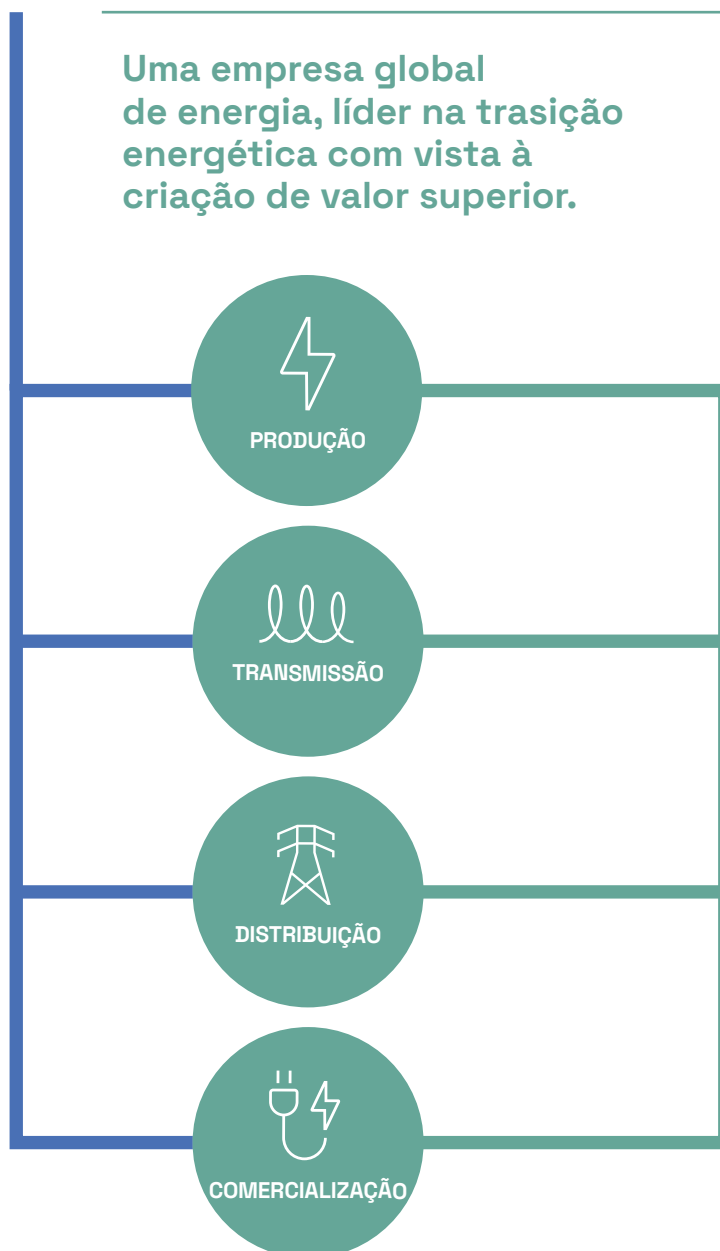 Uma empresa global
de energia, líder na trasição
energética com vista à
criação de valor superior.
PRODUÇÃO
TRANSMISSÃO
DISTRIBUIÇÃO
COMERCIALIZAÇÃO